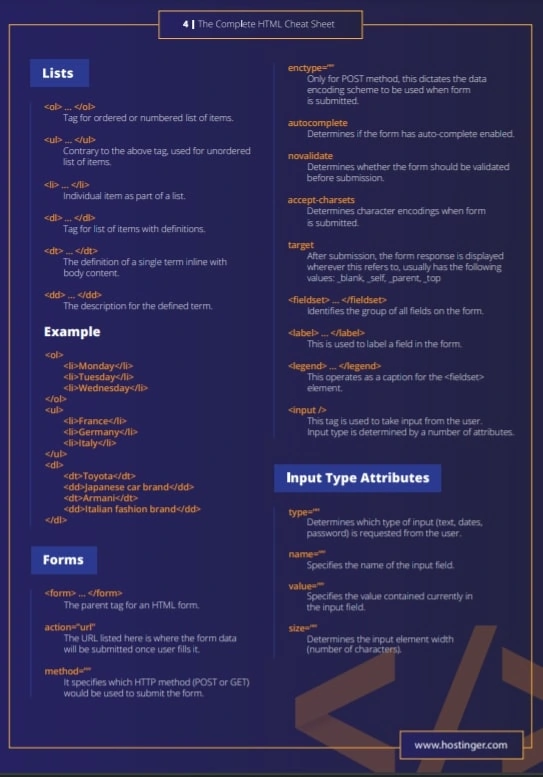 4 | The Complete HTML Cheat Sheet
Lists
<ol> ... </ol>
Tag for ordered or numbered list of items.
<ul> ... </ul>
Contrary to the above tag, used for unordered
list of items.
<li> ... </li>
Individual item as part of a list.
<dl> ... </dl>
Tag for list of items with definitions.
<dt> ... </dt>
The definition of a single term inline with
body content.
<dd> ... </dd>
The description for the defined term.
Example
<ol>
<li>Monday</li>
<li>Tuesday</li>
<li>Wednesday</li>
</ol>
<ul>
<li>France</li>
<li>Germany</li>
<li>Italy</li>
</ul>
<dl>
<dt>Toyota</dt>
<dd>Japanese car brand</dd>
<dt>Armani</dt>
<dd>Italian fashion brand</dd>
</dl>
Forms
<form> ... </form>
The parent tag for an HTML form.
action="url"
The URL listed here is where the form data
will be submitted once user fills it.
method=""
It specifies which HTTP method (POST or GET)
would be used to submit the form.
enctype=""
Only for POST method, this dictates the data
encoding scheme to be used when form
is submitted.
autocomplete
Determines if the form has auto-complete enabled.
novalidate
Determines whether the form should be validated
before submission.
accept-charsets
Determines character encodings when form
is submitted.
target
After submission, the form response is displayed
wherever this refers to, usually has the following
values: _blank, _self, _parent, _top
<fieldset> ... </fieldset>
Identifies the group of all fields on the form.
<label> ... </label>
This is used to label a field in the form.
<legend> ... </legend>
This operates as a caption for the <fieldset>
element.
<input />
This tag is used to take input from the user.
Input type is determined by a number of attributes.
Input Type Attributes
type=""
Determines which type of input (text, dates,
password) is requested from the user.
name=""
Specifies the name of the input field.
value=""
Specifies the value contained currently in
the input field.
size=""
Determines the input element width
(number of characters).
</>
www.hostinger.com